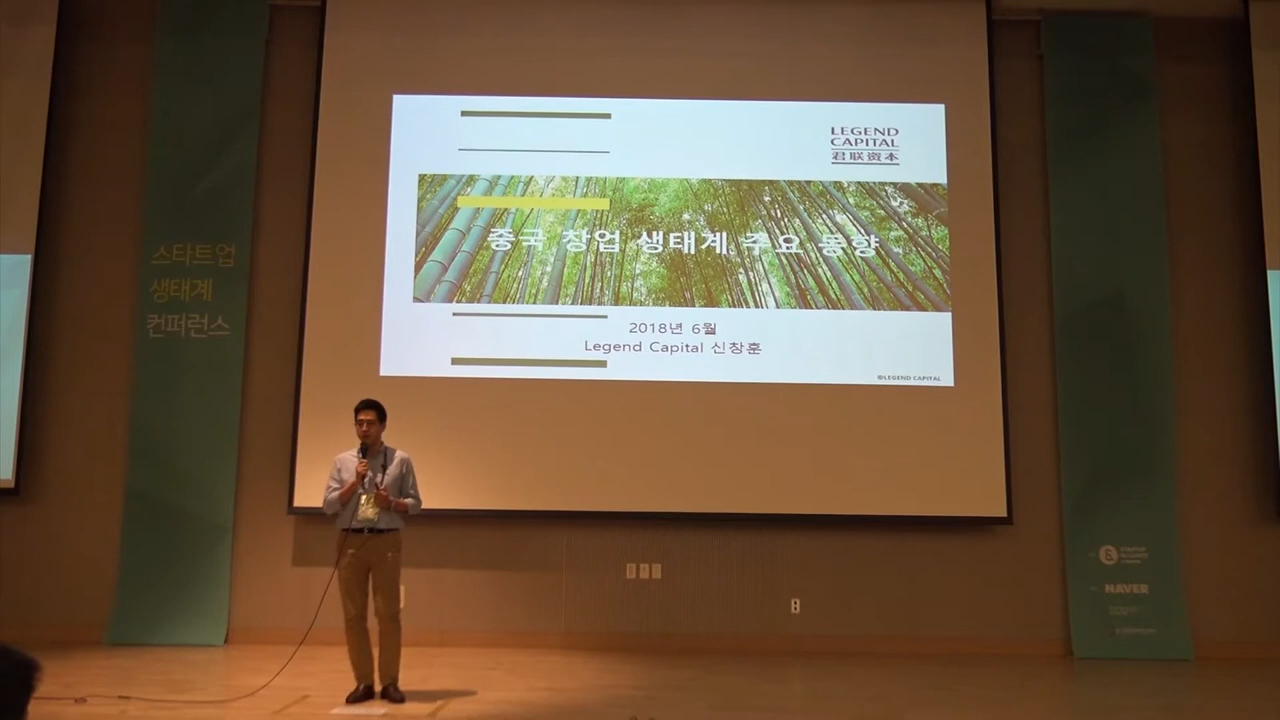 스타트업
생태계
컨퍼런스
LEGEND
CAPITAL
君联资本
중국 창업 생태계 주요 동향
2018년 6월
Legend Capital 신창훈
©LEGEND CAPITAL
STARTUP
ALLIANCE
NAVER